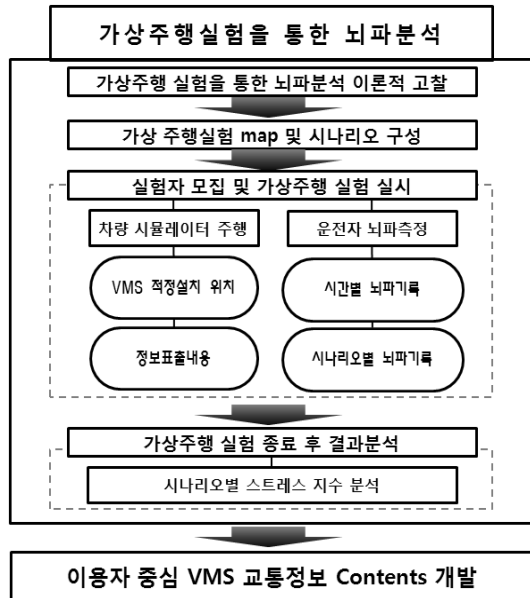 가상주행실험을 통한 뇌파분석
가상주행 실험을 통한 뇌파분석 이론적 고찰
가상 주행실험 map 및 시나리오 구성
실험자 모집 및 가상주행 실험 실시
차량 시뮬레이터 주행
운전자 뇌파측정
VMS 적정설치 위치
시간별 뇌파기록
정보표출내용
시나리오별 뇌파기록
가상주행 실험 종료 후 결과분석
시나리오별 스트레스 지수 분석
이용자 중심 VMS 교통정보 Contents 개발